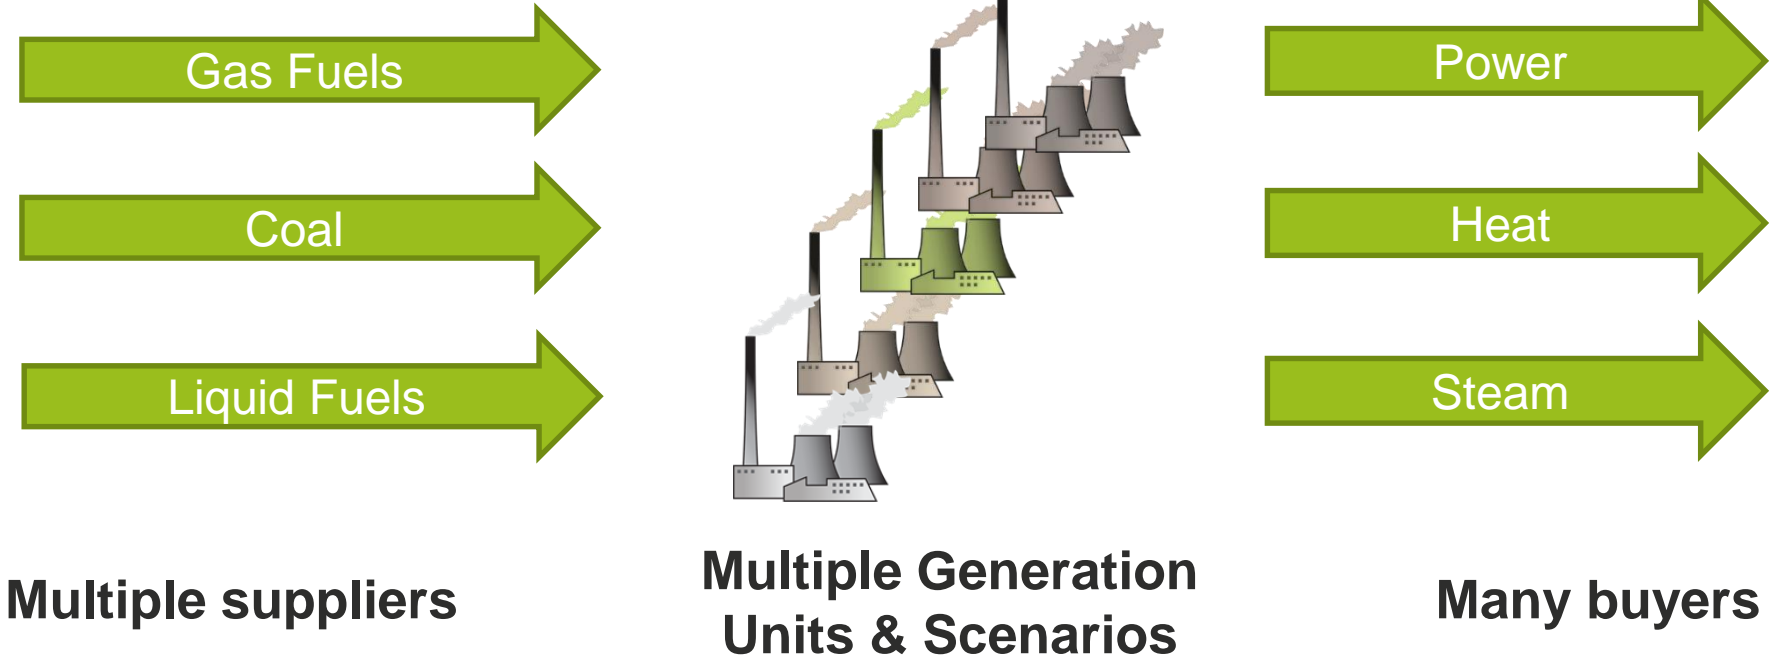 Gas Fuels
Coal
Liquid Fuels
Multiple suppliers
Multiple Generation
Units & Scenarios
Power
Heat
Steam
Many buyers